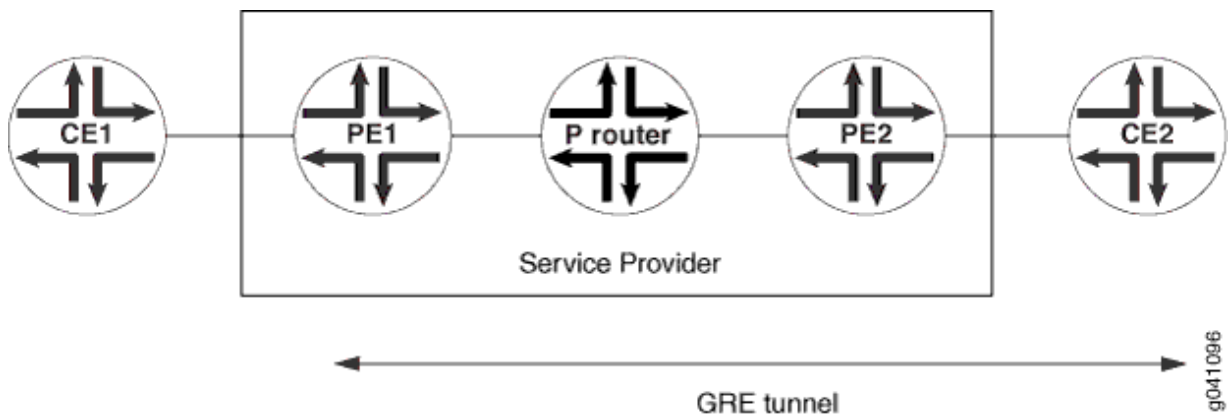 CE1
PE1
P router
PE2
CE2
Service Provider
GRE tunnel
g041096